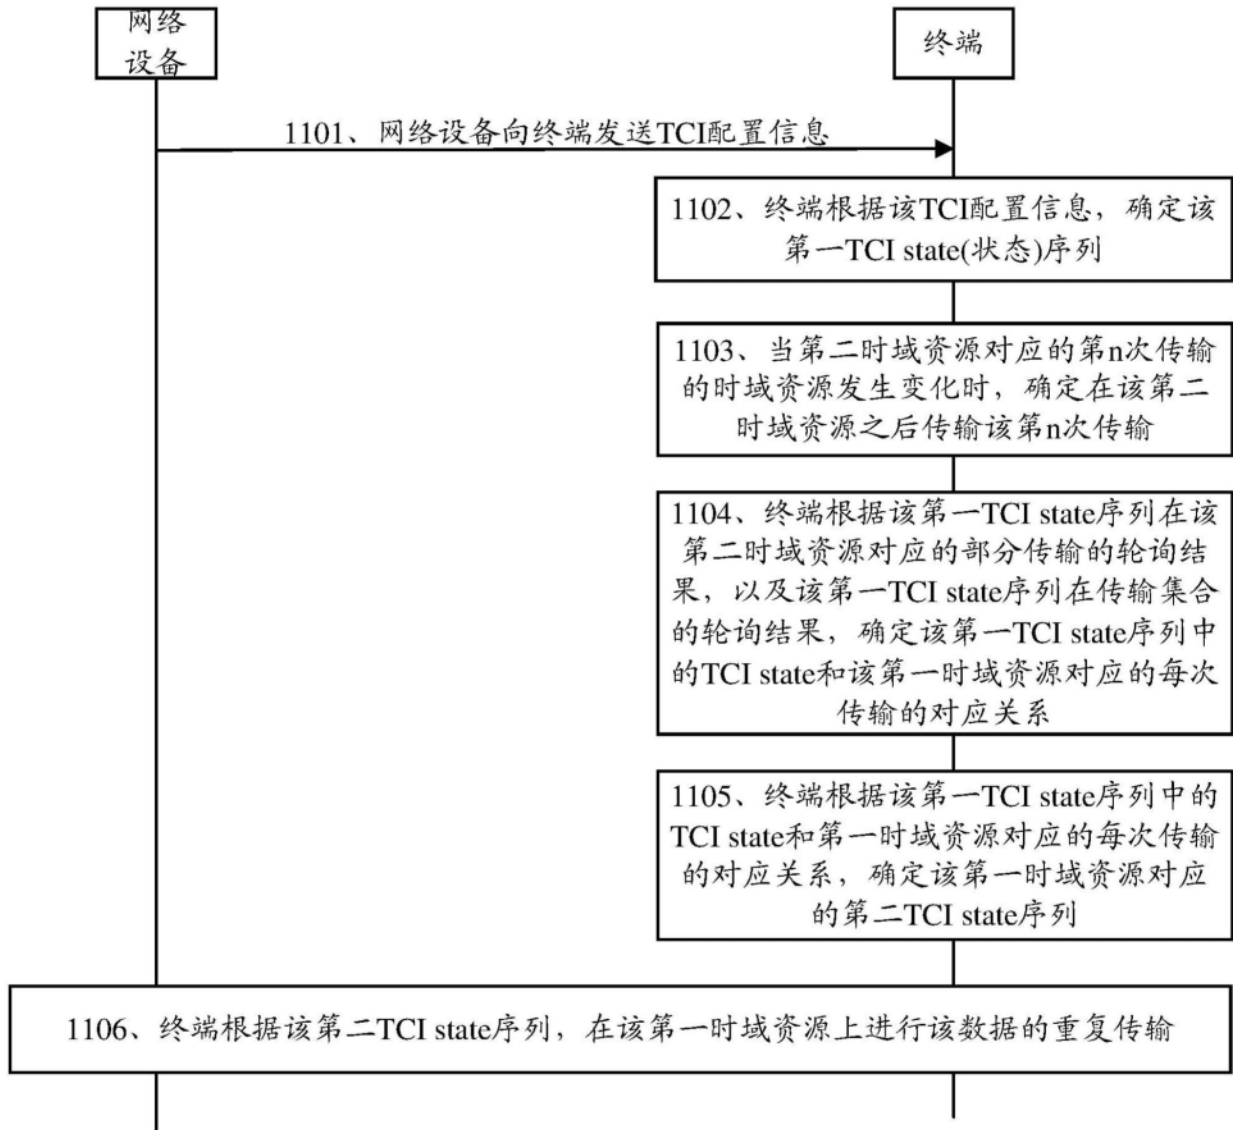 网络
设备
终端
1101、网络设备向终端发送TCI配置信息
1102、终端根据该TCI配置信息，确定该
第一TCI state(状态)序列
1103、当第二时域资源对应的第n次传输
的时域资源发生变化时，确定在该第二
时域资源之后传输该第n次传输
1104、终端根据该第一TCI state序列在该
第二时域资源对应的部分传输的轮询结
果，以及该第一TCI state序列在传输集合
的轮询结果，确定该第一TCI state序列中
的TCI state和该第一时域资源对应的每次
传输的对应关系
1105、终端根据该第一TCI state序列中的
TCI state和第一时域资源对应的每次传输
的对应关系，确定该第一时域资源对应
的第二TCI state序列
1106、终端根据该第二TCI state序列，在该第一时域资源上进行该数据的重复传输